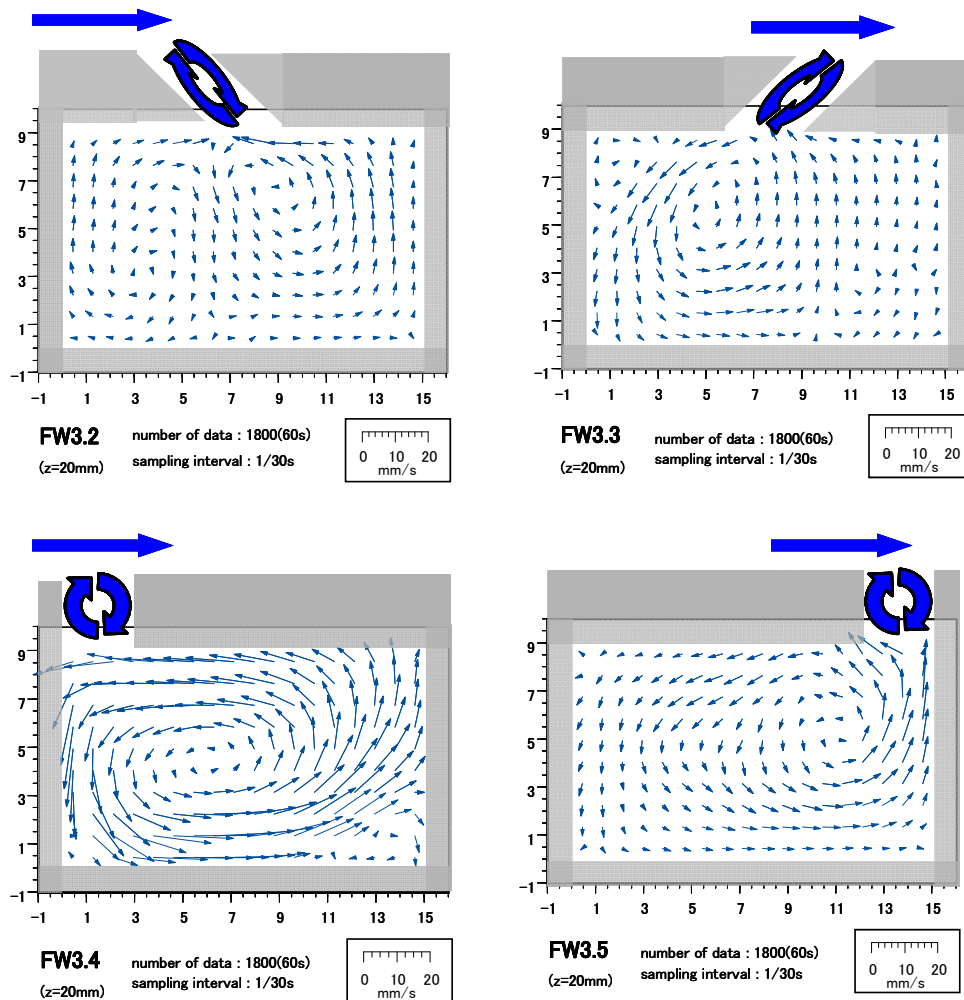 9
7
5
3
1
-1
-1 1 3 5 7 9 11 13 15
FW3.2 number of data : 1800(60s)
(z=20mm) sampling interval : 1/30s
0 10 20
mm/s
9
7
5
3
1
-1
-1 1 3 5 7 9 11 13 15
FW3.3 number of data : 1800(60s)
(z=20mm) sampling interval : 1/30s
0 10 20
mm/s
9
7
5
3
1
-1
-1 1 3 5 7 9 11 13 15
FW3.4 number of data : 1800(60s)
(z=20mm) sampling interval : 1/30s
0 10 20
mm/s
9
7
5
3
1
-1
-1 1 3 5 7 9 11 13 15
FW3.5 number of data : 1800(60s)
(z=20mm) sampling interval : 1/30s
0 10 20
mm/s